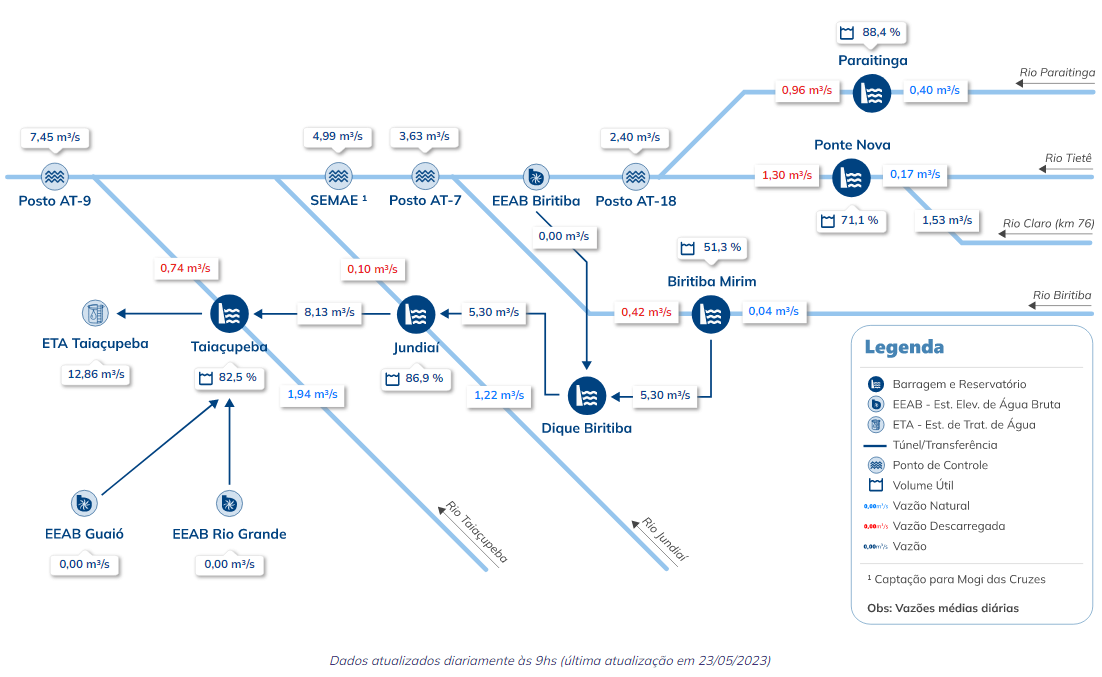 88,4 %
Paraitinga
Rio Paraitinga
0,96 m³/s
0,40 m³/s
7,45 m³/s
4,99 m³/s
3,63 m³/s
2,40 m³/s
Ponte Nova
Rio Tietê
1,30 m³/s
0,17 m³/s
Posto AT-9
SEMAE ¹
Posto AT-7
EEAB Biritiba
Posto AT-18
71,1 %
1,53 m³/s
Rio Claro (km 76)
0,00 m³/s
51,3 %
0,74 m³/s
0,10 m³/s
Biritiba Mirim
Rio Biritiba
8,13 m³/s
5,30 m³/s
0,42 m³/s
0,04 m³/s
ETA Taiaçupeba
Taiaçupeba
Jundiaí
12,86 m³/s
82,5 %
86,9 %
1,94 m³/s
1,22 m³/s
5,30 m³/s
Dique Biritiba
EEAB Guaió
EEAB Rio Grande
0,00 m³/s
0,00 m³/s
Rio Taiaçupeba
Rio Jundiaí
Legenda
Barragem e Reservatório
EEAB - Est. Elev. de Água Bruta
ETA - Est. de Trat. de Água
Túnel/Transferência
Ponto de Controle
Volume Útil
0,00m³/s Vazão Natural
0,00m³/s Vazão Descarregada
0,00m³/s Vazão
¹ Captação para Mogi das Cruzes
Obs: Vazões médias diárias
Dados atualizados diariamente às 9hs (última atualização em 23/05/2023)